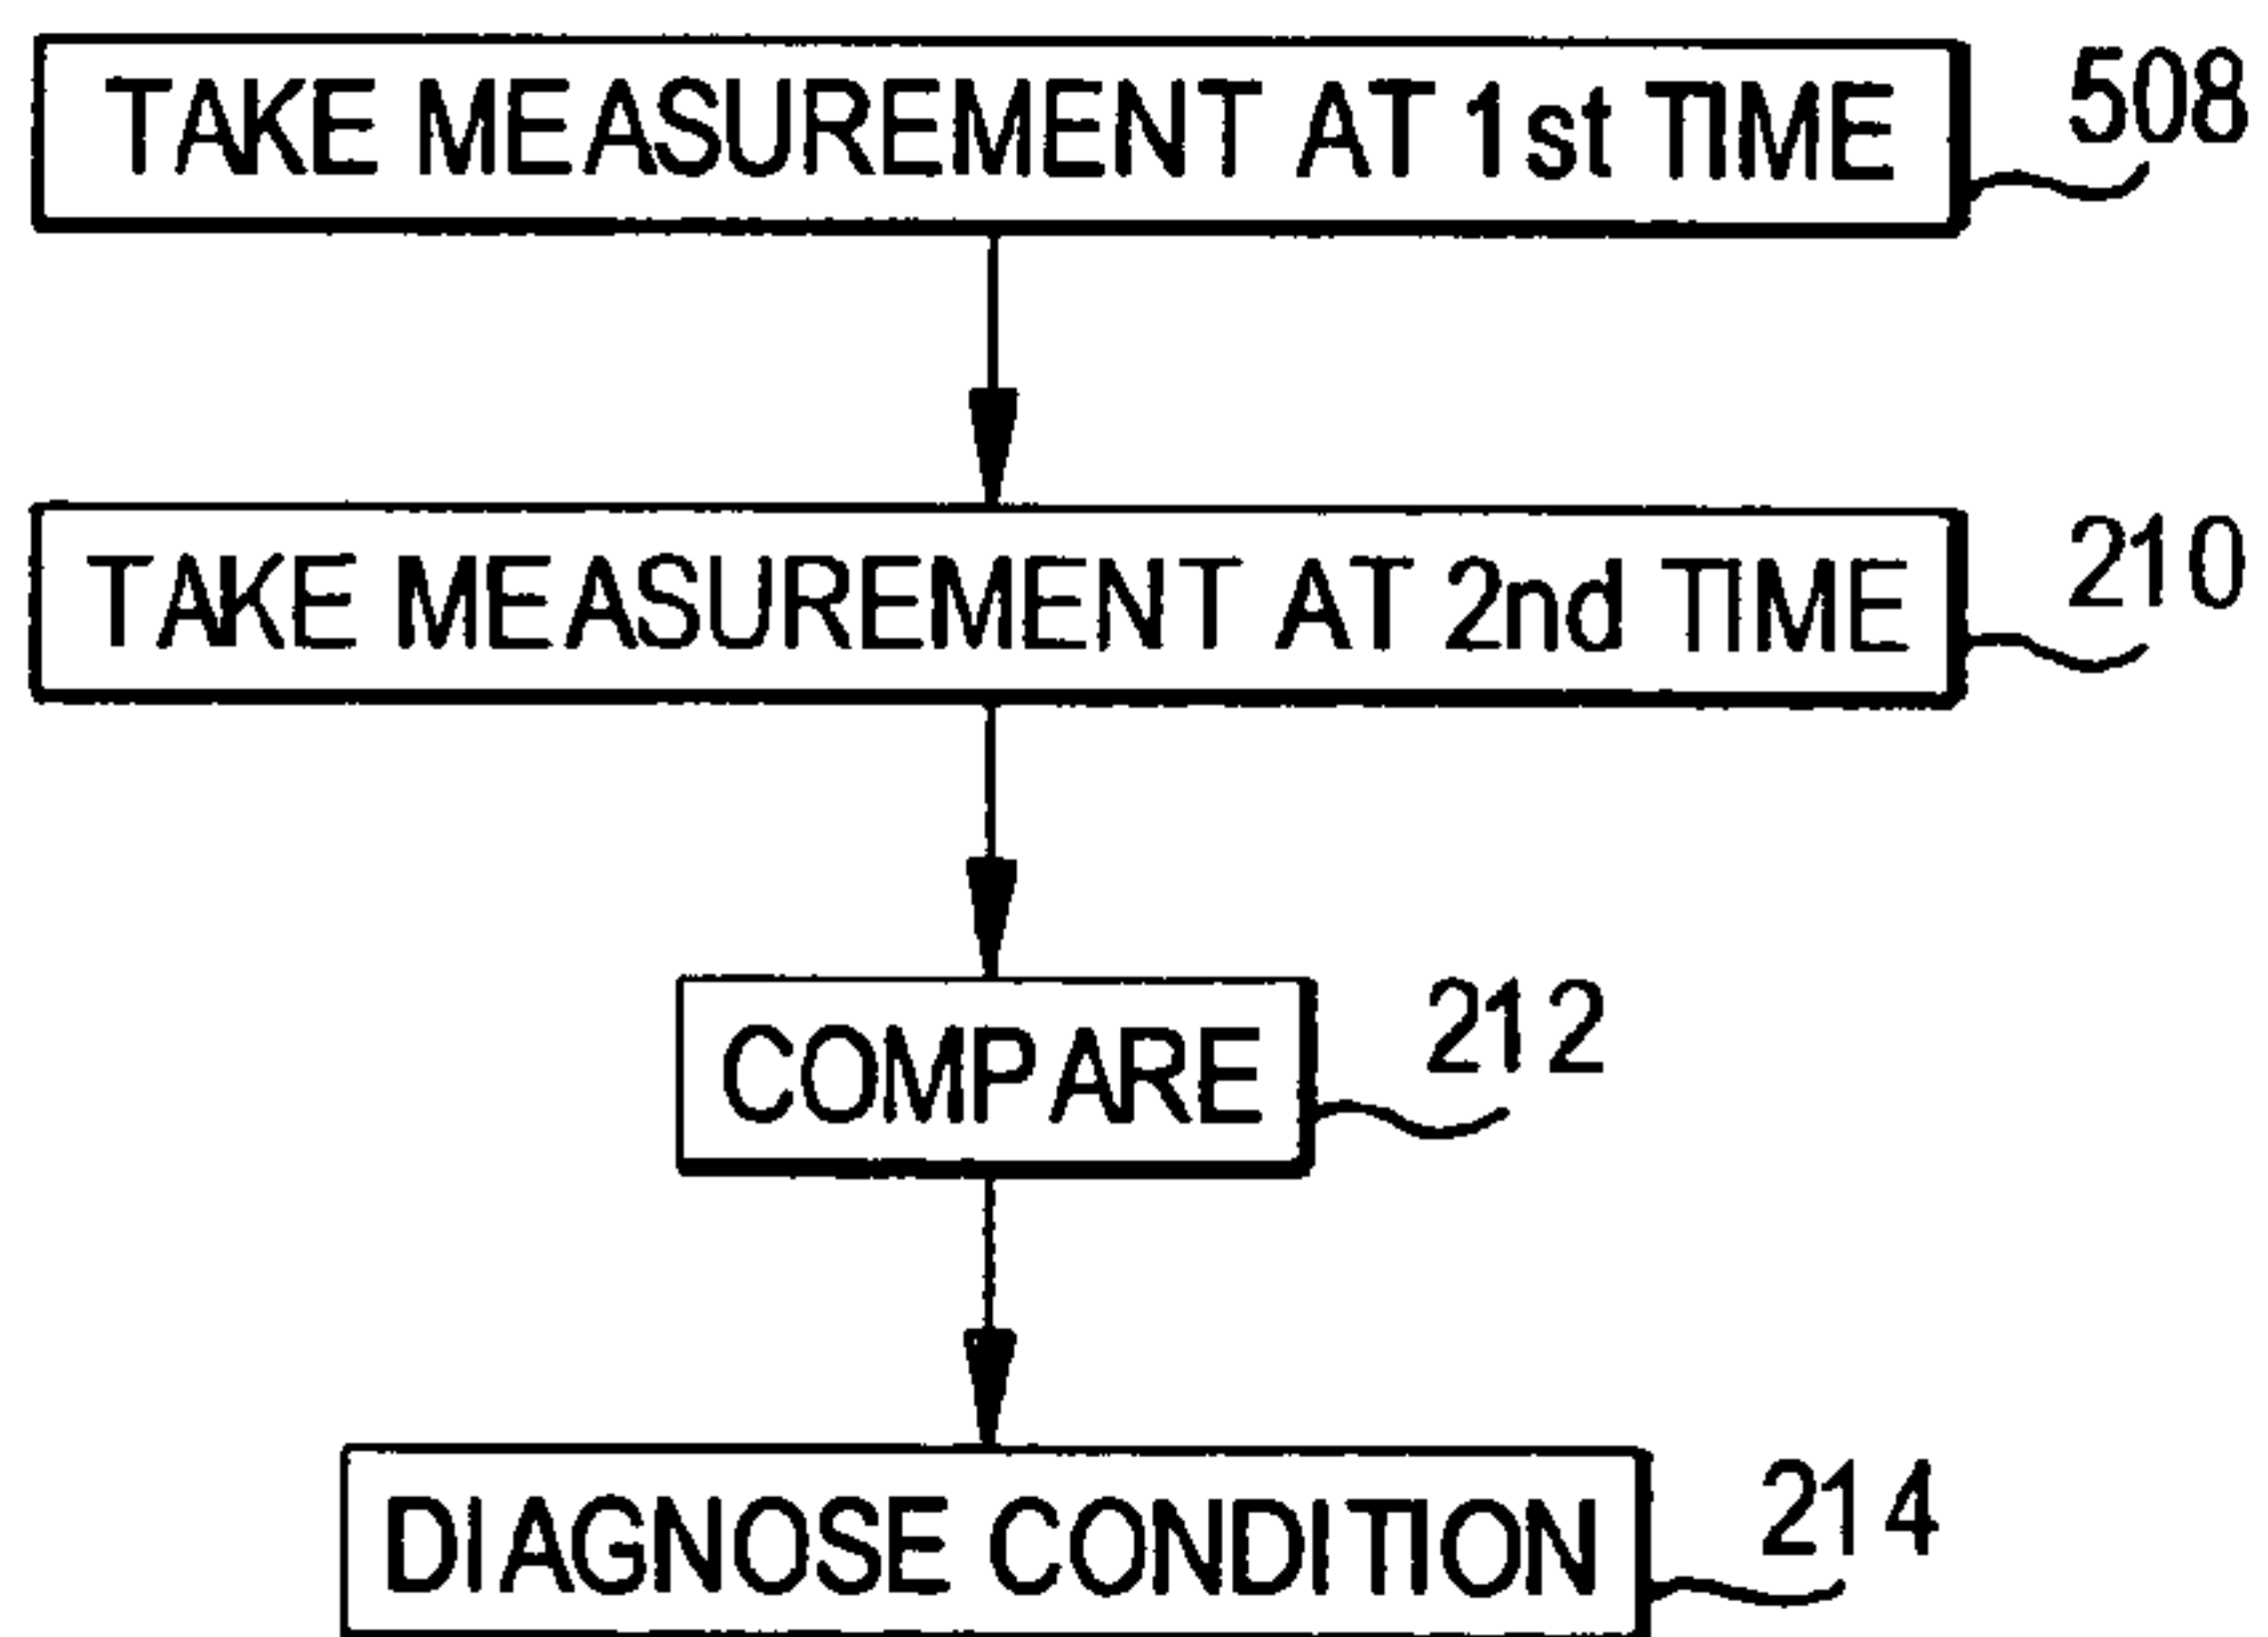 TAKE MEASUREMENT AT 1st TIME
508
TAKE MEASUREMENT AT 2nd TIME
210
COMPARE
212
DIAGNOSE CONDITION
214